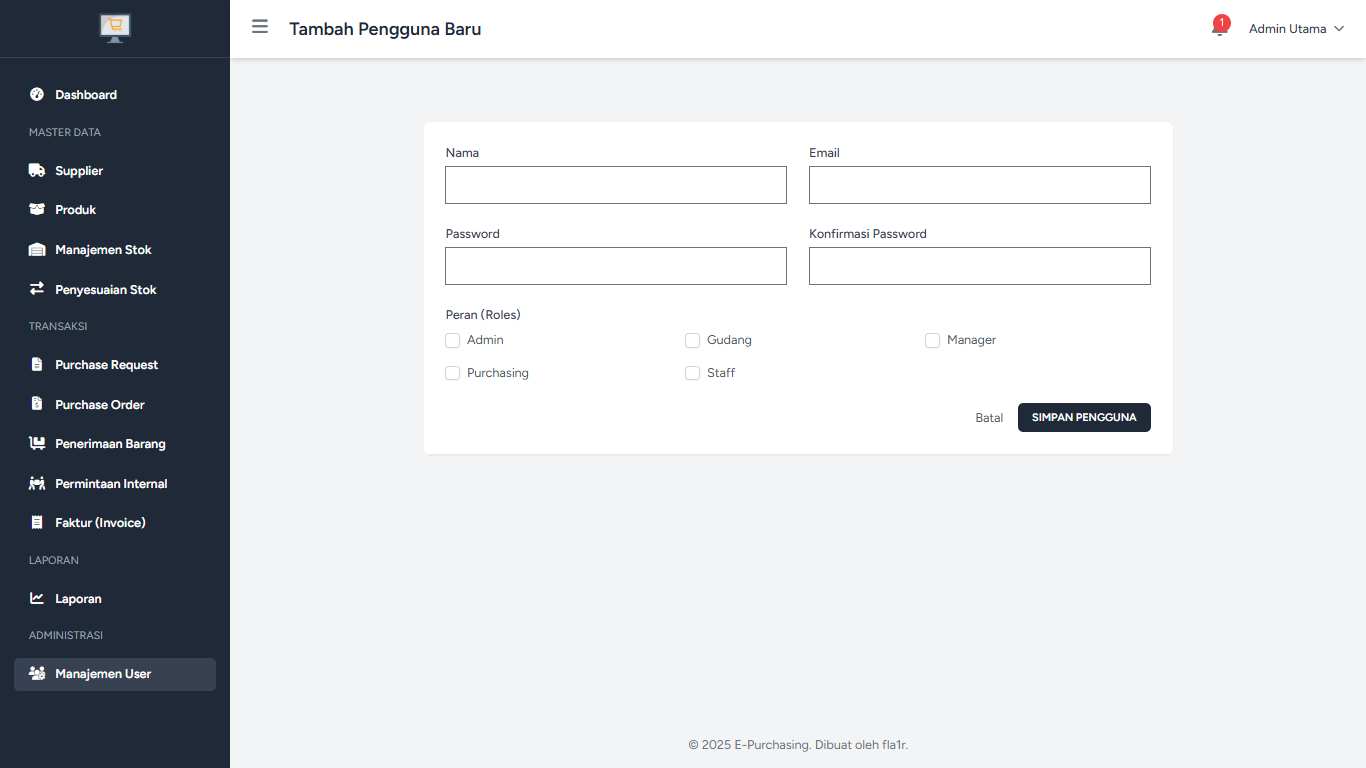 Tambah Pengguna Baru
1
Admin Utama
Dashboard
MASTER DATA
Supplier
Produk
Manajemen Stok
Penyesuaian Stok
TRANSAKSI
Purchase Request
Purchase Order
Penerimaan Barang
Permintaan Internal
Faktur (Invoice)
LAPORAN
Laporan
ADMINISTRASI
Manajemen User
Nama
Email
Password
Konfirmasi Password
Peran (Roles)
Admin
Gudang
Manager
Purchasing
Staff
Batal
SIMPAN PENGGUNA
© 2025 E-Purchasing. Dibuat oleh fla1r.